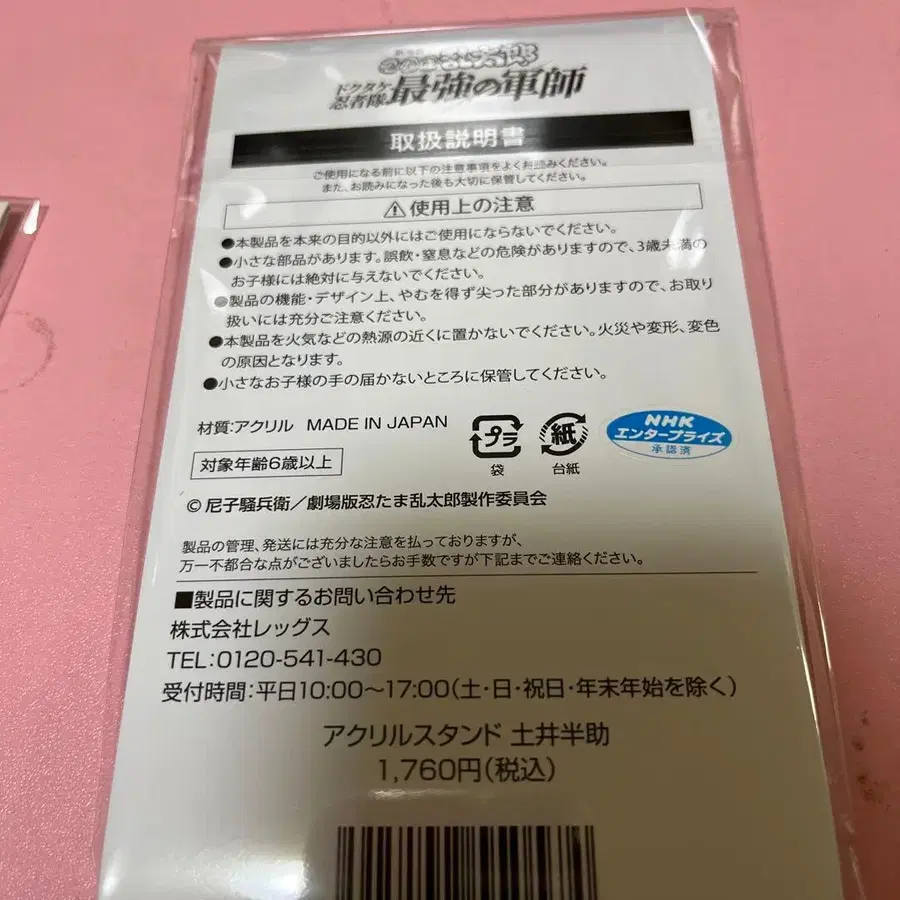 忍たま乱太郎
ドクタケ忍者隊 最強の軍師
取扱説明書
ご使用になる前に以下の注意事項をよくお読みください。
また、お読みになった後も大切に保管してください。
⚠使用上の注意
●本製品を本来の目的以外にはご使用にならないでください。
●小さな部品があります。誤飲・窒息などの危険がありますので、3歳未満の
お子様には絶対に与えないでください。
●製品の機能・デザイン上、やむを得ず尖った部分がありますので、お取り
扱いには充分ご注意ください。
●本製品を火気などの熱源の近くに置かないでください。火災や変形、変色
の原因となります。
●小さなお子様の手の届かないところに保管してください。
材質:アクリル MADE IN JAPAN
プラ
袋
紙
台紙
NHK
エンタープライズ
承認済
対象年齢6歳以上
© 尼子騒兵衛/劇場版忍たま乱太郎製作委員会
製品の管理、発送には充分な注意を払っておりますが、
万一不都合な点がございましたらお手数ですが下記までご連絡ください。
■製品に関するお問い合わせ先
株式会社レッグス
TEL:0120-541-430
受付時間:平日10:00〜17:00(土・日・祝日・年末年始を除く)
アクリルスタンド 土井半助
1,760円(税込)